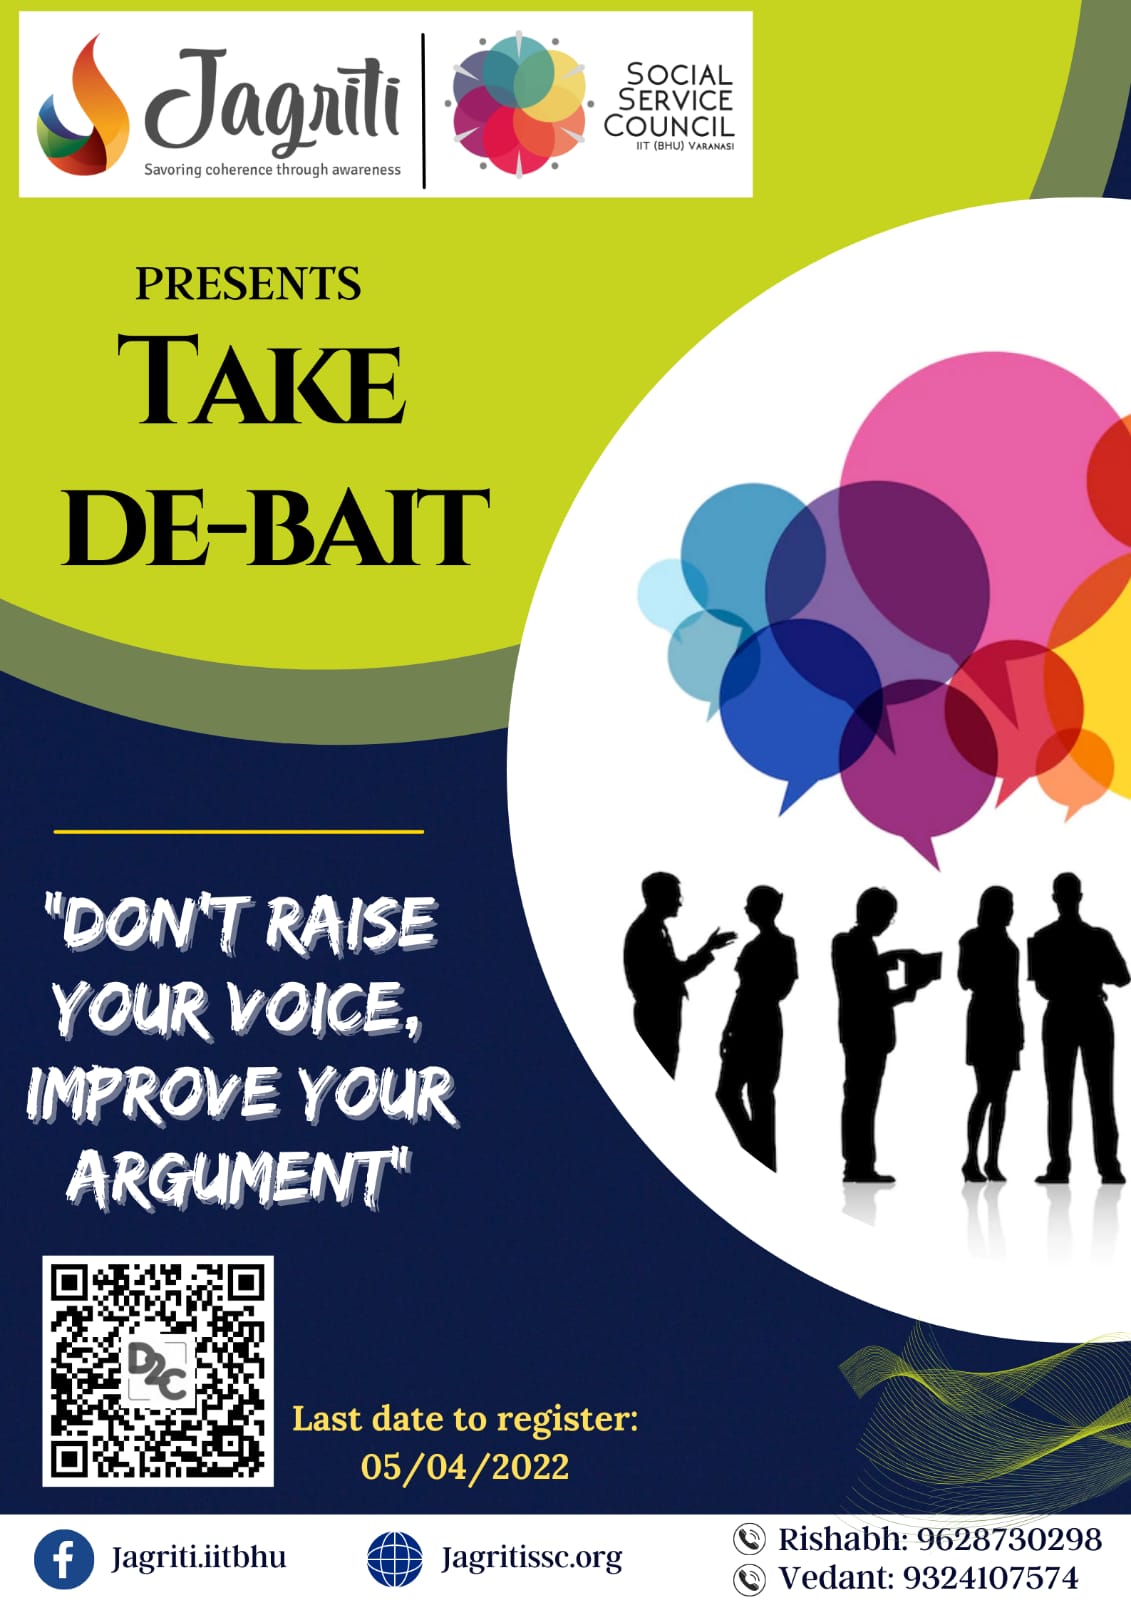 Jagriti
Savoring coherence through awareness
SOCIAL
SERVICE
COUNCIL
IIT (BHU) VARANASI
PRESENTS
TAKE
DE-BAIT
"DON'T RAISE
YOUR VOICE,
IMPROVE YOUR
ARGUMENT"
D2C
Last date to register:
05/04/2022
Jagriti.iitbhu
Jagritissc.org
Rishabh: 9628730298
Vedant: 9324107574